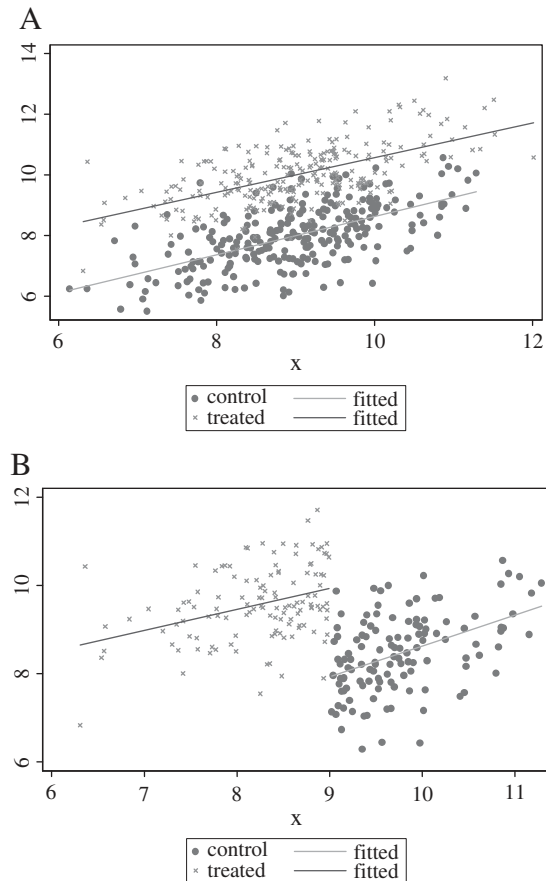 A
14
12
10
8
6
6 8 10 12
x
control fitted
treated fitted
B
12
10
8
6
6 7 8 9 10 11
x
control fitted
treated fitted